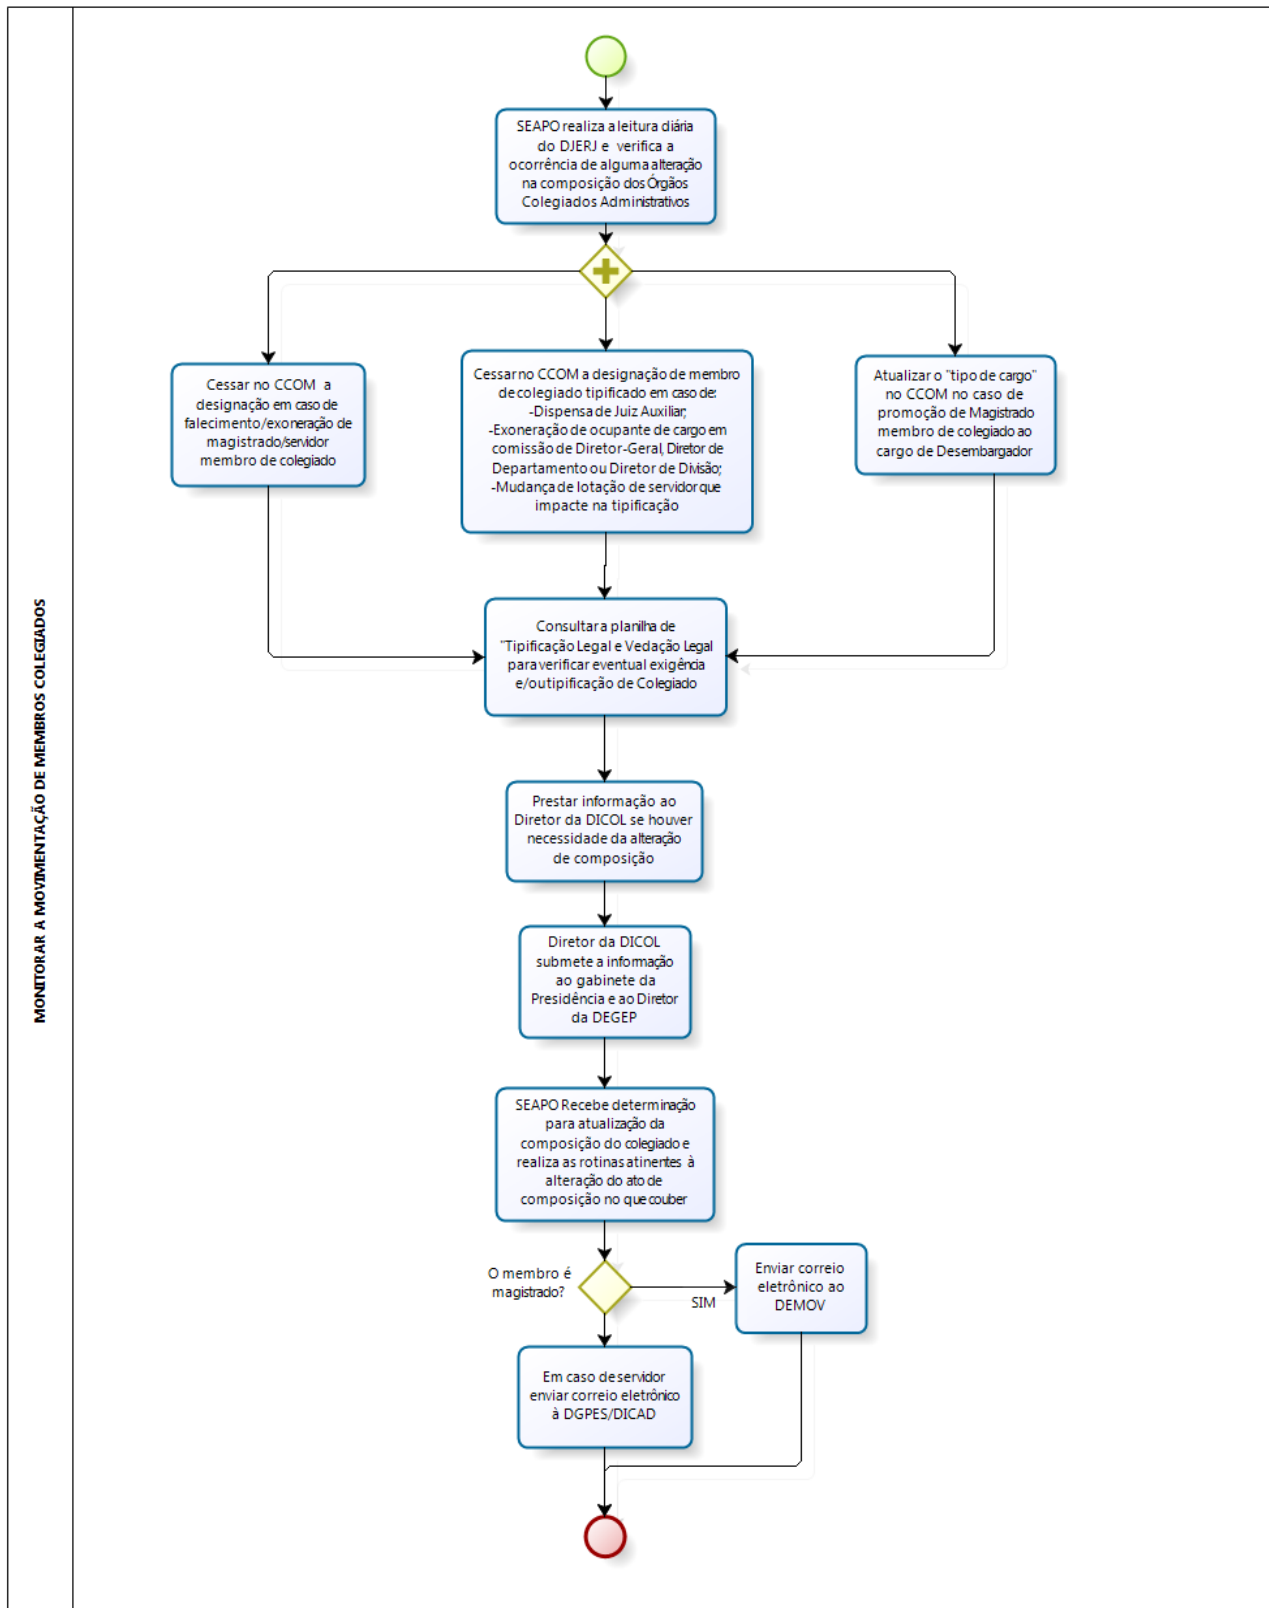 MONITORAR A MOVIMENTAÇÃO DE MEMBROS COLEGIADOS
SEAPO realiza a leitura diária
do DJERJ e verifica a
ocorrência de alguma alteração
na composição dos Órgãos
Colegiados Administrativos
Cessar no CCOM a
designação em caso de
falecimento/exoneração de
magistrado/servidor
membro de colegiado
Cessar no CCOM a designação de membro
de colegiado tipificado em caso de:
-Dispensa de Juiz Auxiliar;
-Exoneração de ocupante de cargo em
comissão de Diretor-Geral, Diretor de
Departamento ou Diretor de Divisão;
-Mudança de lotação de servidor que
impacte na tipificação
Atualizar o "tipo de cargo"
no CCOM no caso de
promoção de Magistrado
membro de colegiado ao
cargo de Desembargador
Consultar a planilha de
"Tipificação Legal e Vedação Legal
para verificar eventual exigência
e/ou tipificação de Colegiado
Prestar informação ao
Diretor da DICOL se houver
necessidade da alteração
de composição
Diretor da DICOL
submete a informação
ao gabinete da
Presidência e ao Diretor
da DEGEP
SEAPO Recebe determinação
para atualização da
composição do colegiado e
realiza as rotinas atinentes à
alteração do ato de
composição no que couber
O membro é
magistrado?
SIM
Enviar correio
eletrônico ao
DEMOV
Em caso de servidor
enviar correio eletrônico
à DGPES/DICAD